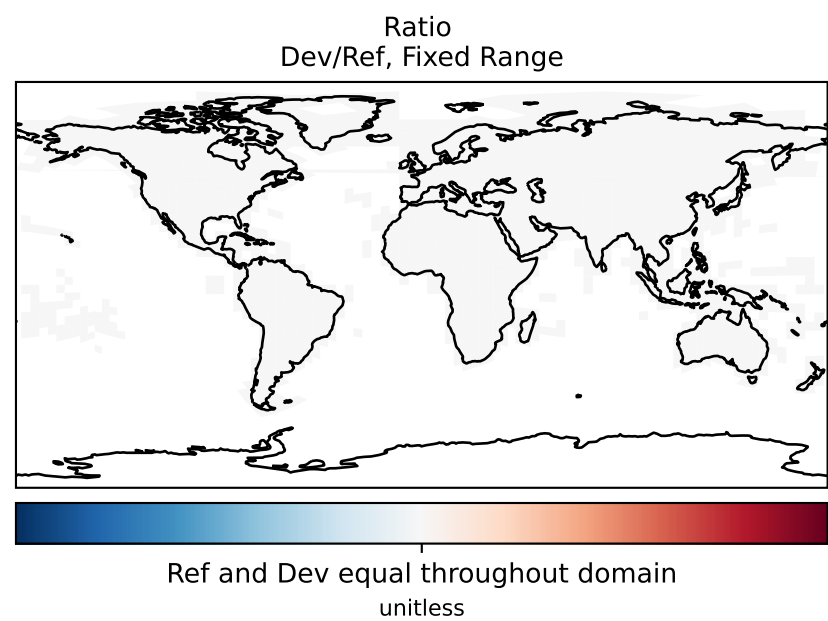 Ratio
Dev/Ref, Fixed Range
Ref and Dev equal throughout domain
unitless